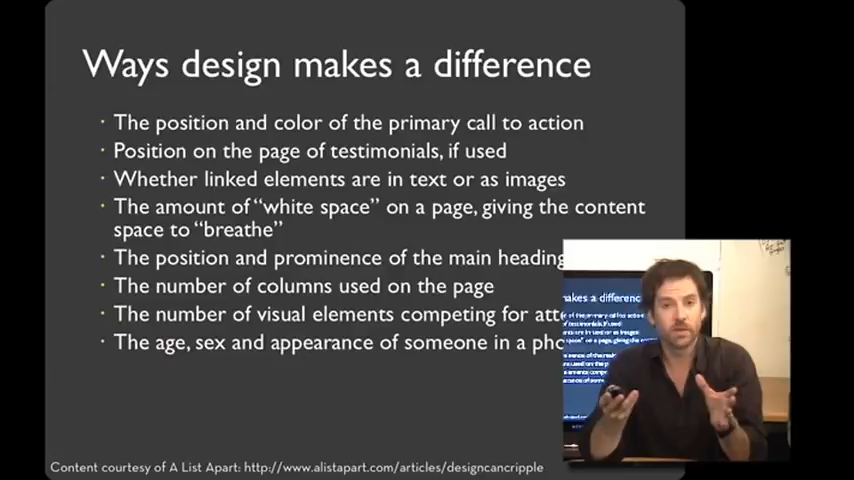 Ways design makes a difference
· The position and color of the primary call to action
· Position on the page of testimonials, if used
· Whether linked elements are in text or as images
· The amount of “white space” on a page, giving the content
space to “breathe”
· The position and prominence of the main heading
· The number of columns used on the page
· The number of visual elements competing for
· The age, sex and appearance of someone in a
makes a differenc
Content courtesy of A List Apart: http://www.alistapart.com/articles/designcancripple